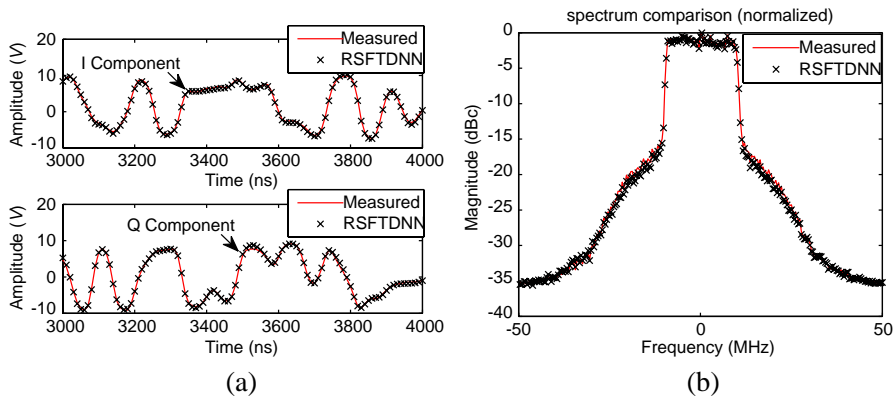 20
10
0
-10
Amplitude (V)
I Component
Measured
RSFTDNN
3000 3200 3400 3600 3800 4000
Time (ns)
20
10
0
-10
Amplitude (V)
Q Component
Measured
RSFTDNN
3000 3200 3400 3600 3800 4000
Time (ns)
(a)
spectrum comparison (normalized)
0
-5
-10
-15
-20
-25
-30
-35
-40
Magnitude (dBc)
Measured
RSFTDNN
-50 0 50
Frequency (MHz)
(b)